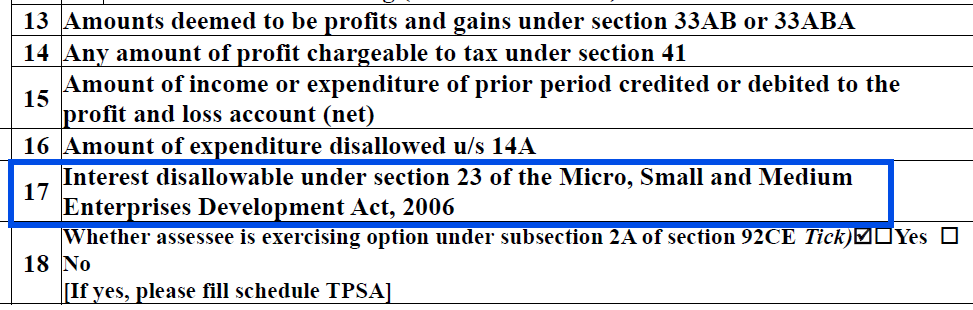 13 Amounts deemed to be profits and gains under section 33AB or 33ABA
14 Any amount of profit chargeable to tax under section 41
15 Amount of income or expenditure of prior period credited or debited to the
profit and loss account (net)
16 Amount of expenditure disallowed u/s 14A
17 Interest disallowable under section 23 of the Micro, Small and Medium
Enterprises Development Act, 2006
18 Whether assessee is exercising option under subsection 2A of section 92CE Tick)☑☐Yes ☐
No
[If yes, please fill schedule TPSA]